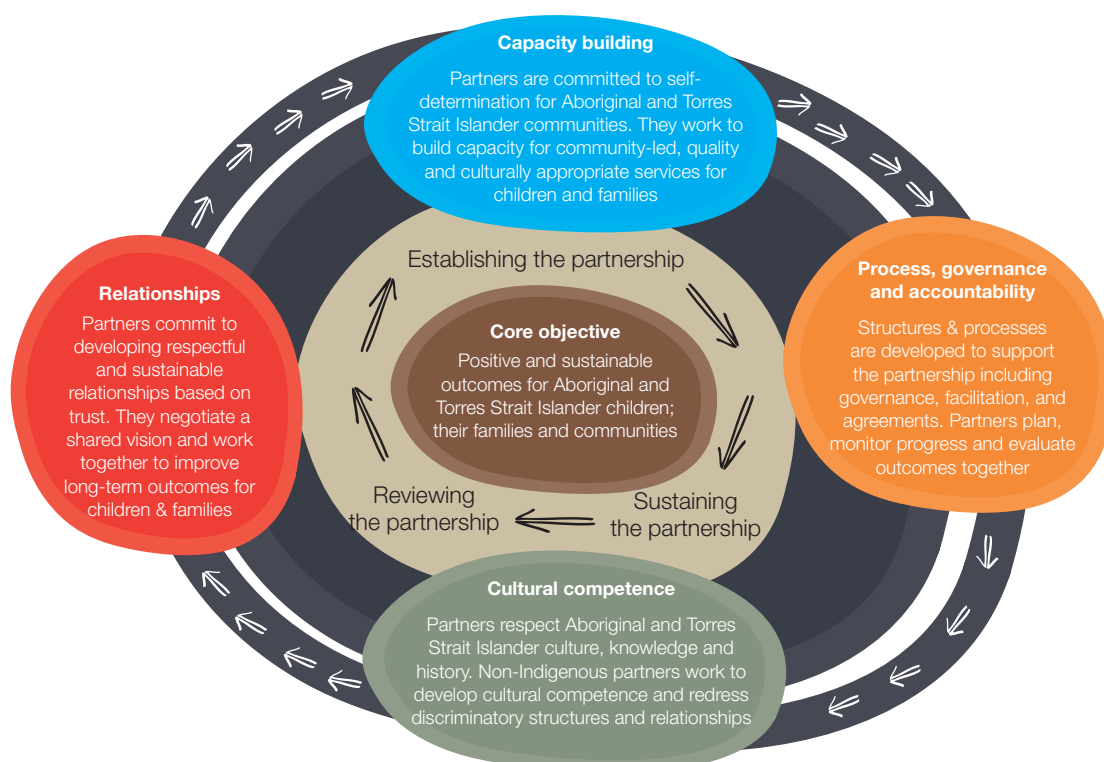 Capacity building
Partners are committed to self-
determination for Aboriginal and Torres
Strait Islander communities. They work to
build capacity for community-led, quality
and culturally appropriate services for
children and families
Relationships
Partners commit to
developing respectful
and sustainable
relationships based on
trust. They negotiate a
shared vision and work
together to improve
long-term outcomes for
children & families
Establishing the partnership
Core objective
Positive and sustainable
outcomes for Aboriginal and
Torres Strait Islander children;
their families and communities
Reviewing
the partnership
Sustaining
the partnership
Process, governance
and accountability
Structures & processes
are developed to support
the partnership including
governance, facilitation, and
agreements. Partners plan,
monitor progress and evaluate
outcomes together
Cultural competence
Partners respect Aboriginal and Torres
Strait Islander culture, knowledge and
history. Non-Indigenous partners work to
develop cultural competence and redress
discriminatory structures and relationships